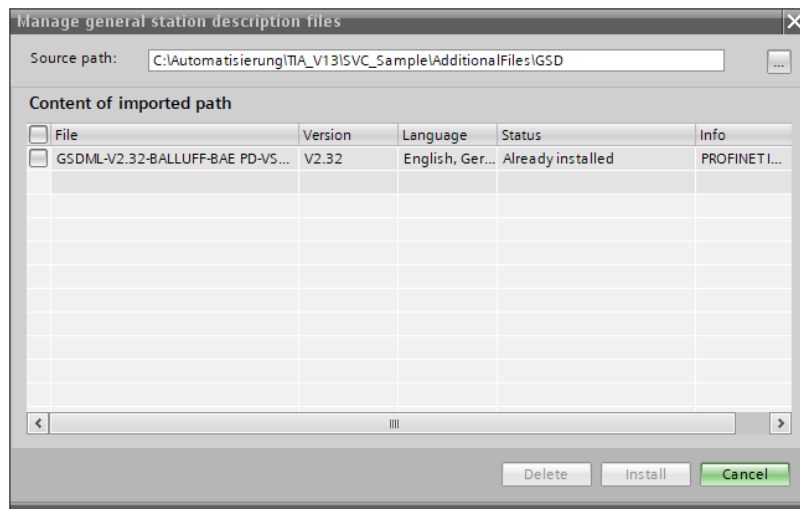 Manage general station description files
Source path: C:\Automatisierung\TIA_V13\SVC_Sample\AdditionalFiles\GSD ...
Content of imported path
File Version Language Status Info
GSDML-V2.32-BALLUFF-BAE PD-VS... V2.32 English, Ger... Already installed PROFINET I...
Delete Install Cancel